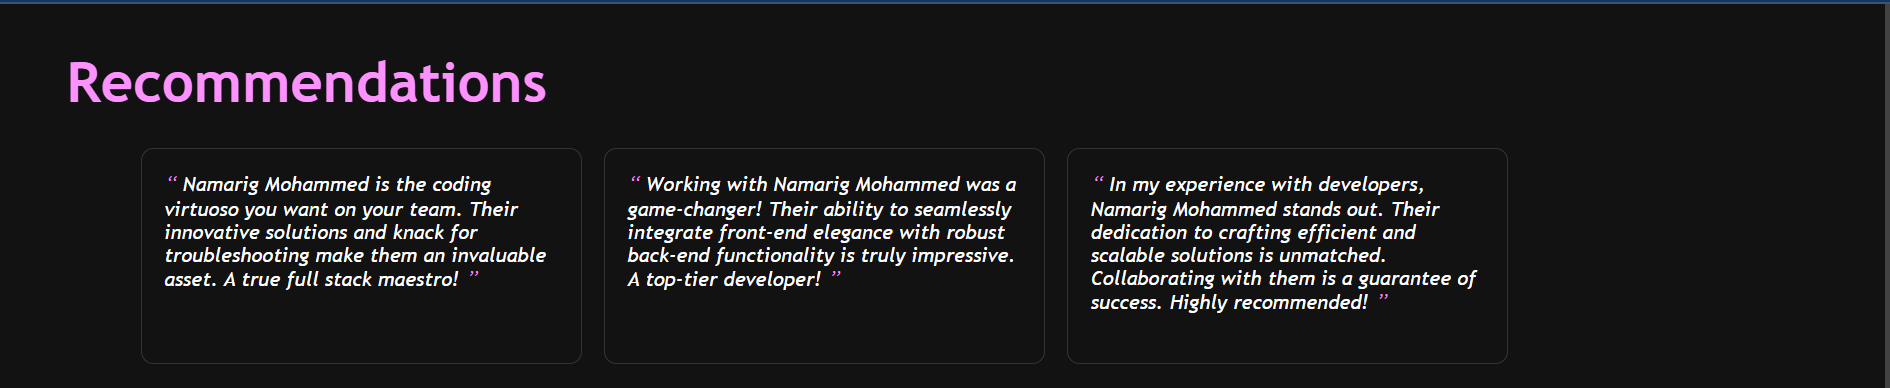 Recommendations
“ Namarig Mohammed is the coding
virtuoso you want on your team. Their
innovative solutions and knack for
troubleshooting make them an invaluable
asset. A true full stack maestro! ”
“ Working with Namarig Mohammed was a
game-changer! Their ability to seamlessly
integrate front-end elegance with robust
back-end functionality is truly impressive.
A top-tier developer! ”
“ In my experience with developers,
Namarig Mohammed stands out. Their
dedication to crafting efficient and
scalable solutions is unmatched.
Collaborating with them is a guarantee of
success. Highly recommended! ”